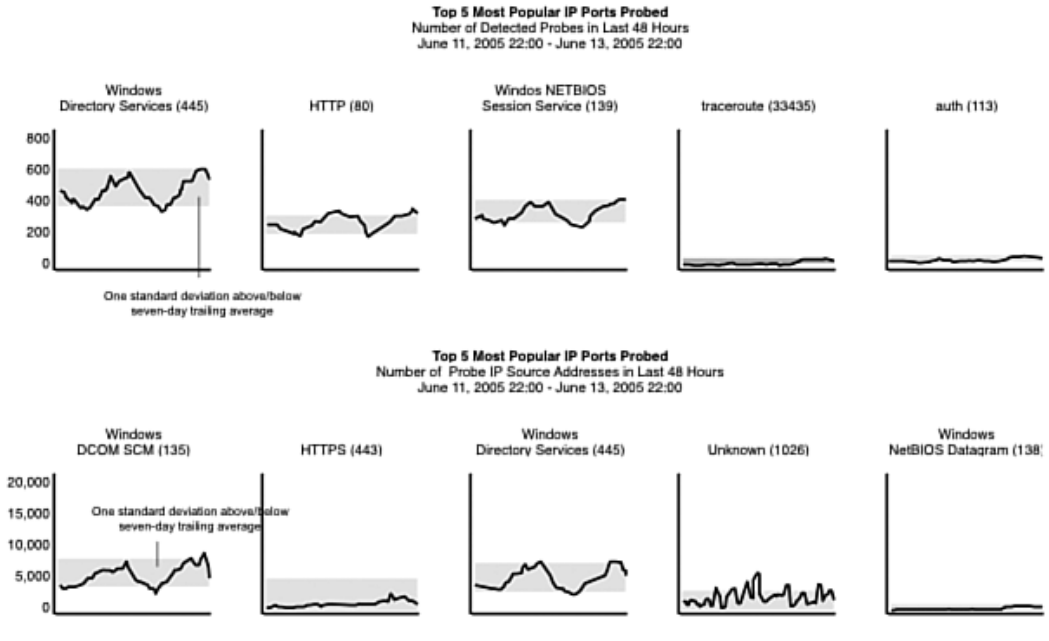 Top 5 Most Popular IP Ports Probed
Number of Detected Probes in Last 48 Hours
June 11, 2005 22:00 - June 13, 2005 22:00
Windows
Directory Services (445)
HTTP (80)
Windos NETBIOS
Session Service (139)
traceroute (33435)
auth (113)
800
600
400
200
0
One standard deviation above/below
seven-day trailing average
Top 5 Most Popular IP Ports Probed
Number of Probe IP Source Addresses in Last 48 Hours
June 11, 2005 22:00 - June 13, 2005 22:00
Windows
DCOM SCM (135)
HTTPS (443)
Windows
Directory Services (445)
Unknown (1026)
Windows
NetBIOS Datagram (138)
20,000
15,000
10,000
5,000
0
One standard deviation above/below
seven-day trailing average